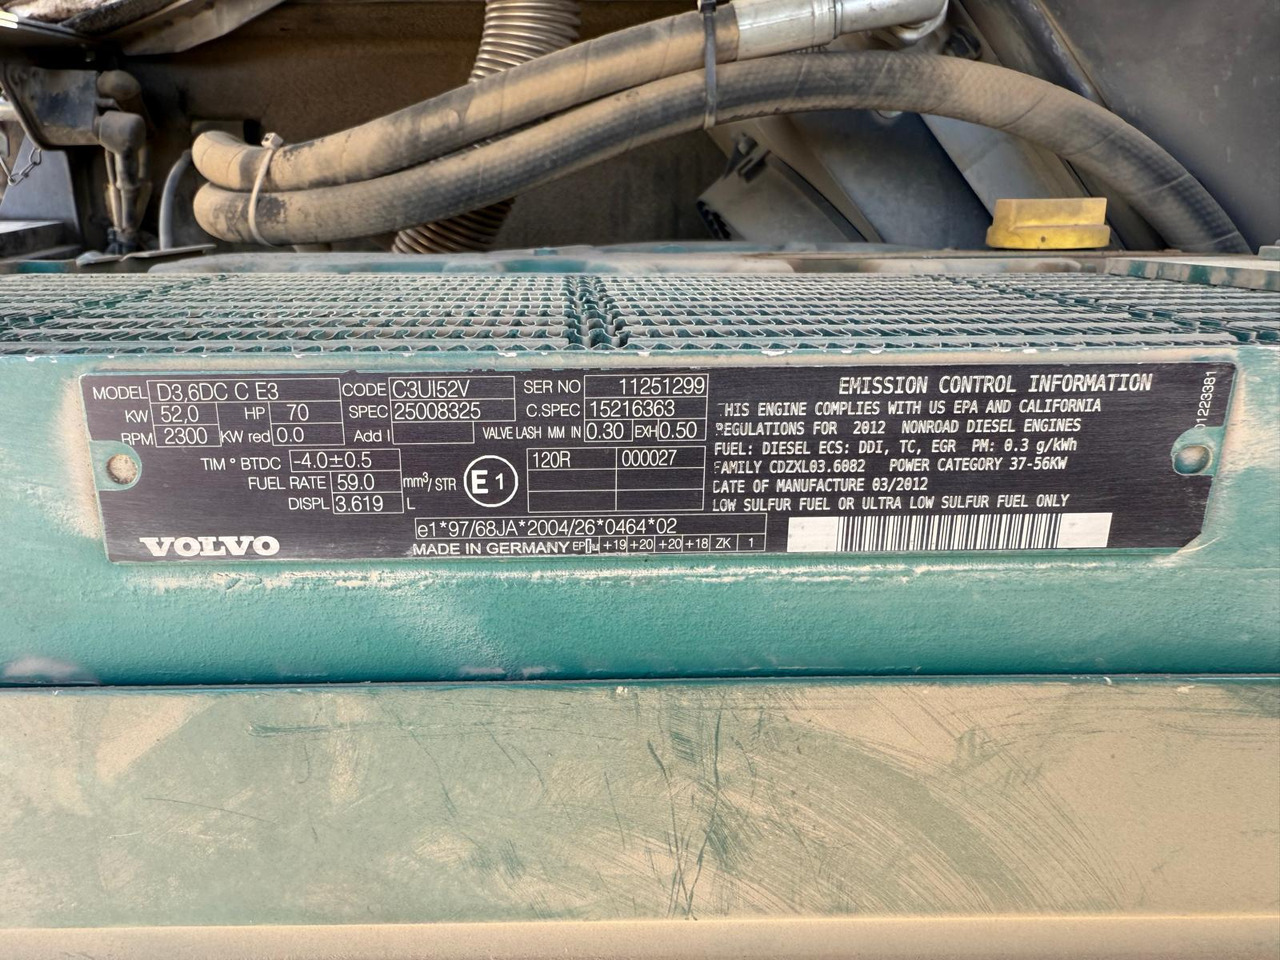 MODEL D3,6DC C E3 CODE C3UI52V SER NO 11251299
KW 52,0 HP 70 SPEC 25008325 C.SPEC 15216363
RPM 2300 KW red 0.0 Add I VALVE LASH MM IN 0.30 EXH 0.50
TIM ° BTDC -4.0±0.5 120R 000027
FUEL RATE 59.0 mm³/STR E1
DISPL 3.619 L
e1*97/68JA*2004/26*0464*02
VOLVO
MADE IN GERMANY +19 +20 +20 +18 ZK 1
EMISSION CONTROL INFORMATION
THIS ENGINE COMPLIES WITH US EPA AND CALIFORNIA
REGULATIONS FOR 2012 NONROAD DIESEL ENGINES
FUEL: DIESEL ECS: DDI, TC, EGR PM: 0.3 g/kWh
FAMILY CDZXL03.6082 POWER CATEGORY 37-56KW
DATE OF MANUFACTURE 03/2012
LOW SULFUR FUEL OR ULTRA LOW SULFUR FUEL ONLY